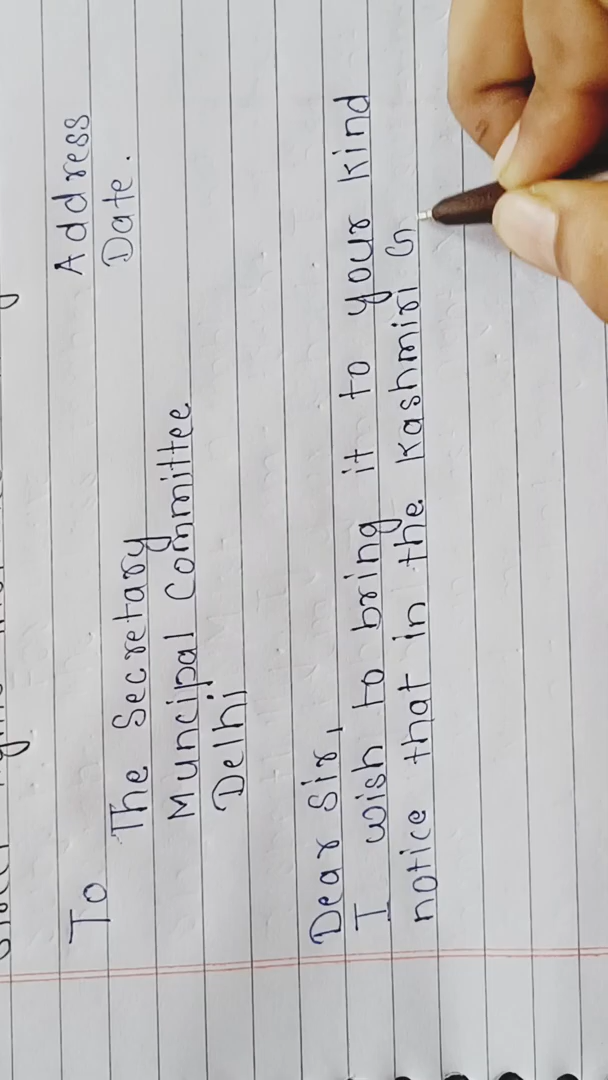 Address
Date.
To
The Secretary
Muncipal Committee
Delhi
Dear Sir,
I wish to bring it to your kind
notice that in the Kashmiri G